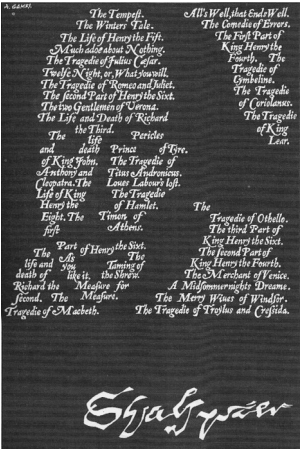 A. GAMES.
The Tempest.
The Winters Tale.
The Life of Henry the Fift.
Much adoe about Nothing.
The Tragedie of Julius Cæsar.
Twelfe Night, or, What you will.
The Tragedie of Romeo and Juliet.
The second Part of Henry the Sixt.
The two Gentlemen of Verona.
The Life and Death of Richard
the Third.
The life Pericles
and death Prince of Tyre.
of King John. The Tragedie of
Anthony and Titus Andronicus.
Cleopatra. The Loues Labour's lost.
Life of King The Tragedie
Henry the of Hamlet.
Eight. The Timon of
first Athens.
Part of Henry the Sixt.
The As The
life and you Taming of
death of like it. the Shrew.
Richard the Measure for
second. The Measure.
Tragedie of Macbeth.
All's Well, that Ends Well.
The Comedie of Errors.
The First Part of
King Henry the
Fourth. The
Tragedie of
Cymbeline.
The Tragedie
of Coriolanus.
The Tragedie
of King
Lear.
The
Tragedie of Othello.
The third Part of
King Henry the Sixt.
The second Part of
King Henry the Fourth.
The Merchant of Venice.
A Midsommernights Dreame.
The Merry Wiues of Windsor.
The Tragedie of Troylus and Cresida.
Shakspéer